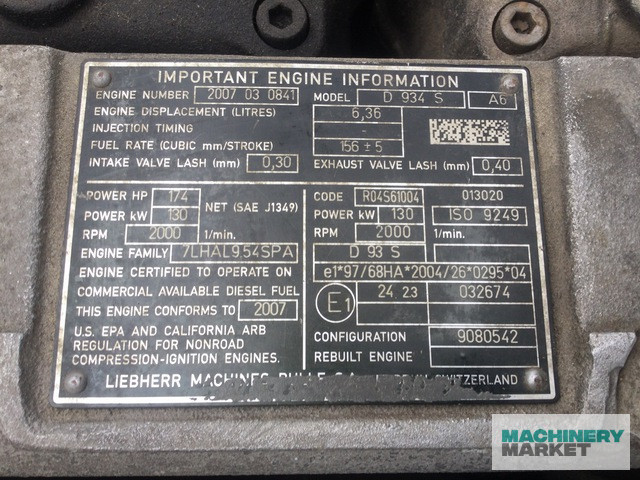 IMPORTANT ENGINE INFORMATION
ENGINE NUMBER 2007 03 0841 MODEL D 934 S A6
ENGINE DISPLACEMENT (LITRES) 6,36
INJECTION TIMING -
FUEL RATE (CUBIC mm/STROKE) 156 ± 5
INTAKE VALVE LASH (mm) 0,30 EXHAUST VALVE LASH (mm) 0,40
POWER HP 174
POWER kW 130 NET (SAE J1349)
RPM 2000 1/min.
ENGINE FAMILY 7LHAL9.54SPA
ENGINE CERTIFIED TO OPERATE ON
COMMERCIAL AVAILABLE DIESEL FUEL
THIS ENGINE CONFORMS TO 2007
U.S. EPA AND CALIFORNIA ARB
REGULATION FOR NONROAD
COMPRESSION-IGNITION ENGINES.
CODE R04S61004 013020
POWER kW 130 ISO 9249
RPM 2000 1/min.
D 93 S
e1*97/68HA*2004/26*0295*04
E1 24.23 032674
CONFIGURATION 9080542
REBUILT ENGINE
LIEBHERR MACHINES BULLE S.A. SWITZERLAND
MACHINERY
MARKET